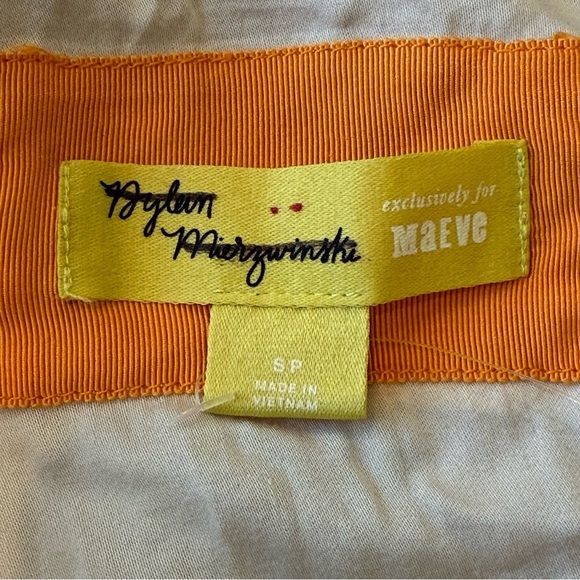 Dylan
Mierzwinski
exclusively for
MAEVE
SP
MADE IN
VIETNAM